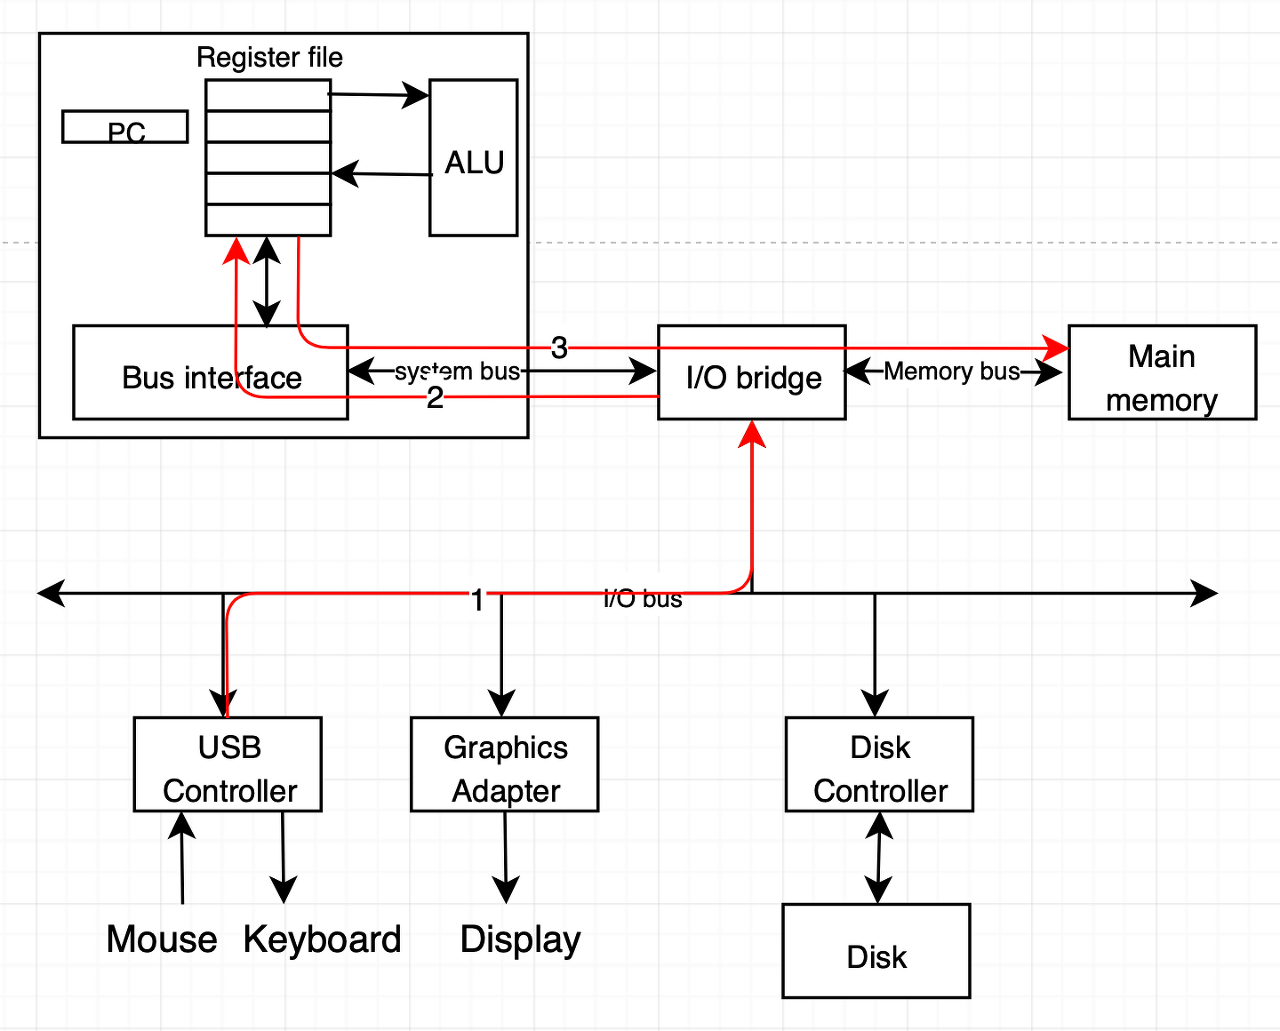 Register file
PC
ALU
3
Bus interface
system bus
I/O bridge
Memory bus
Main
memory
2
1
I/O bus
USB
Controller
Graphics
Adapter
Disk
Controller
Mouse
Keyboard
Display
Disk